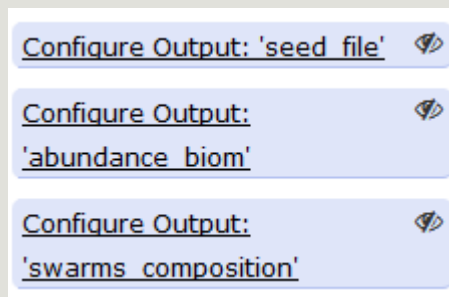 Configure Output: 'seed_file'
Configure Output:
'abundance_biom'
Configure Output:
'swarms_composition'